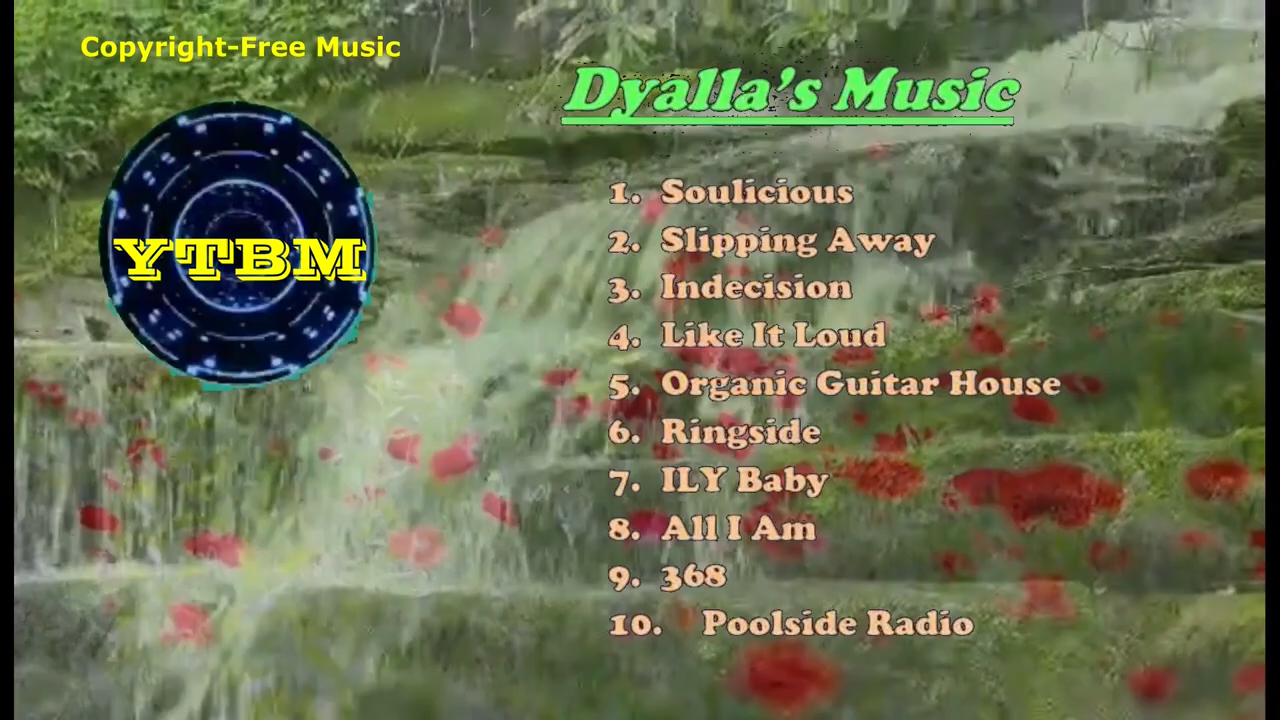 Copyright-Free Music
Dyalla's Music
YTBM
1. Soulicious
2. Slipping Away
3. Indecision
4. Like It Loud
5. Organic Guitar House
6. Ringside
7. ILY Baby
8. All I Am
9. 368
10. Poolside Radio